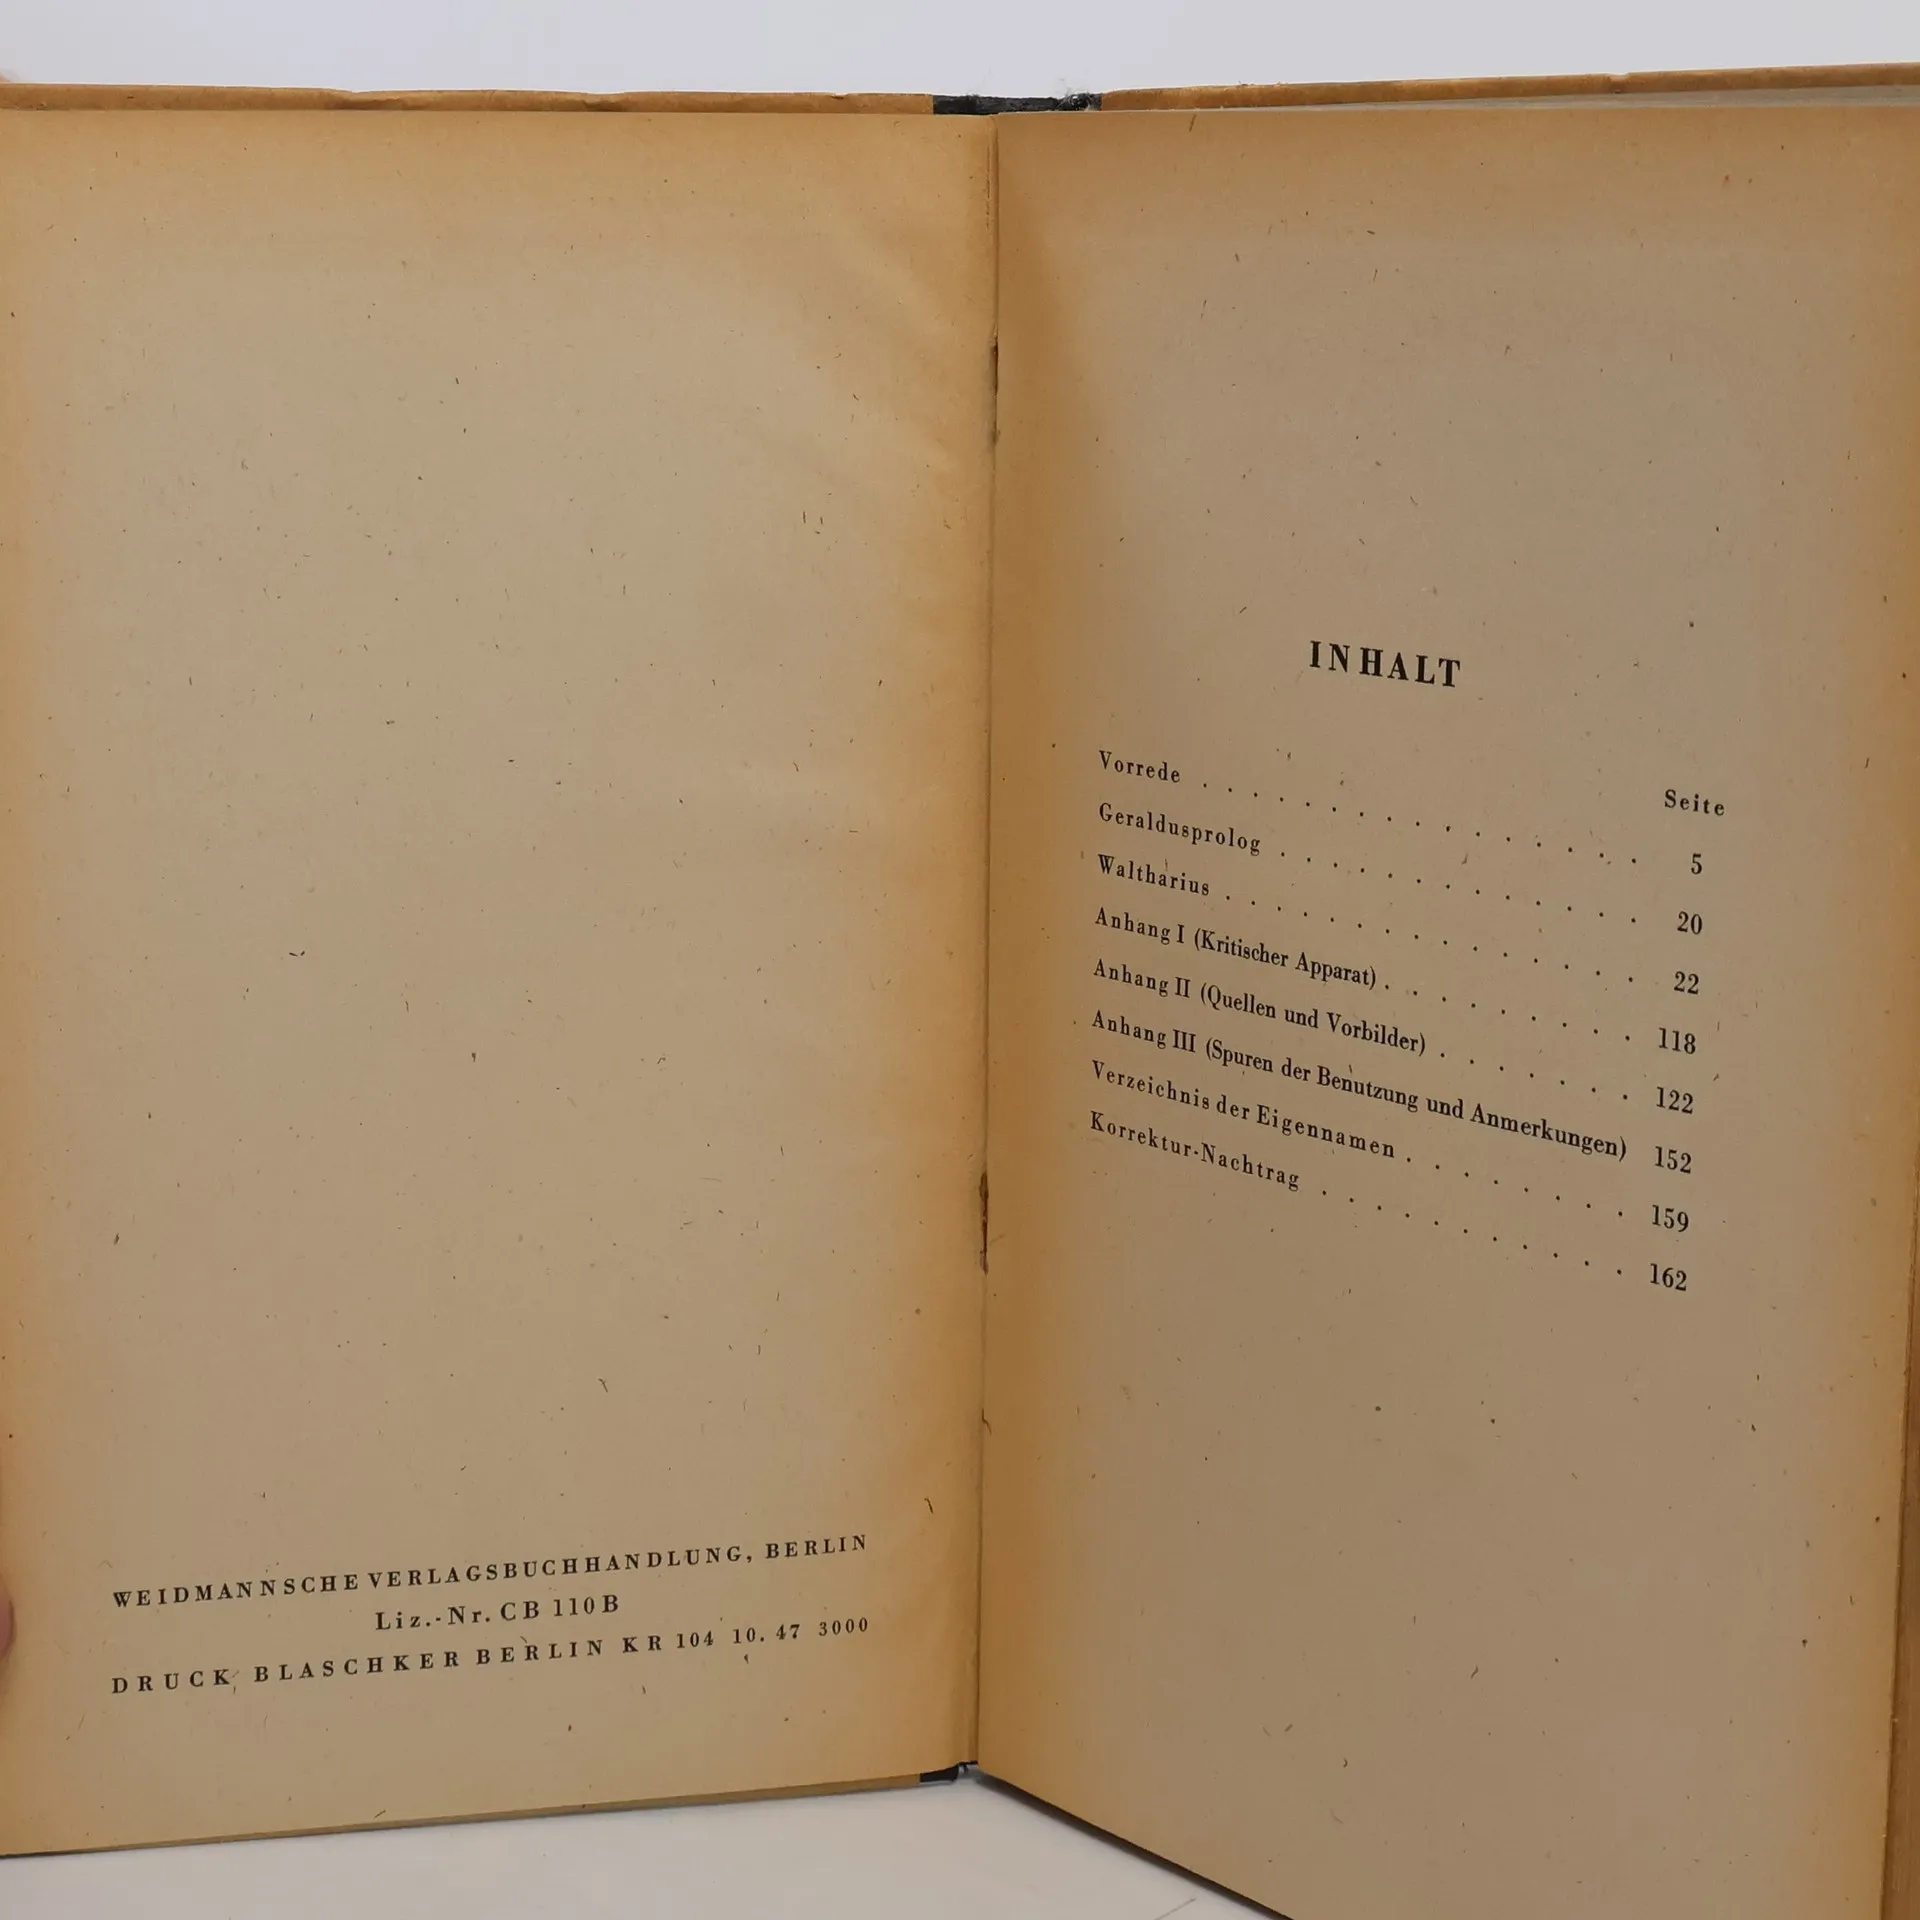 WEIDMANNSCHE VERLAGSBUCHHANDLUNG, BERLIN
Liz.-Nr. CB 110 B
DRUCK BLASCHKER BERLIN KR 104 10. 47 3000
INHALT
Seite
Vorrede . . . . . . . . . . . . . . . 5
Geraldusprolog . . . . . . . . . . . . 20
Waltharius . . . . . . . . . . . . . . 22
Anhang I (Kritischer Apparat) . . . . . . . . . 118
Anhang II (Quellen und Vorbilder) . . . . . . . 122
Anhang III (Spuren der Benutzung und Anmerkungen) 152
Verzeichnis der Eigennamen . . . . . . . . 159
Korrektur-Nachtrag . . . . . . . . . . . 162